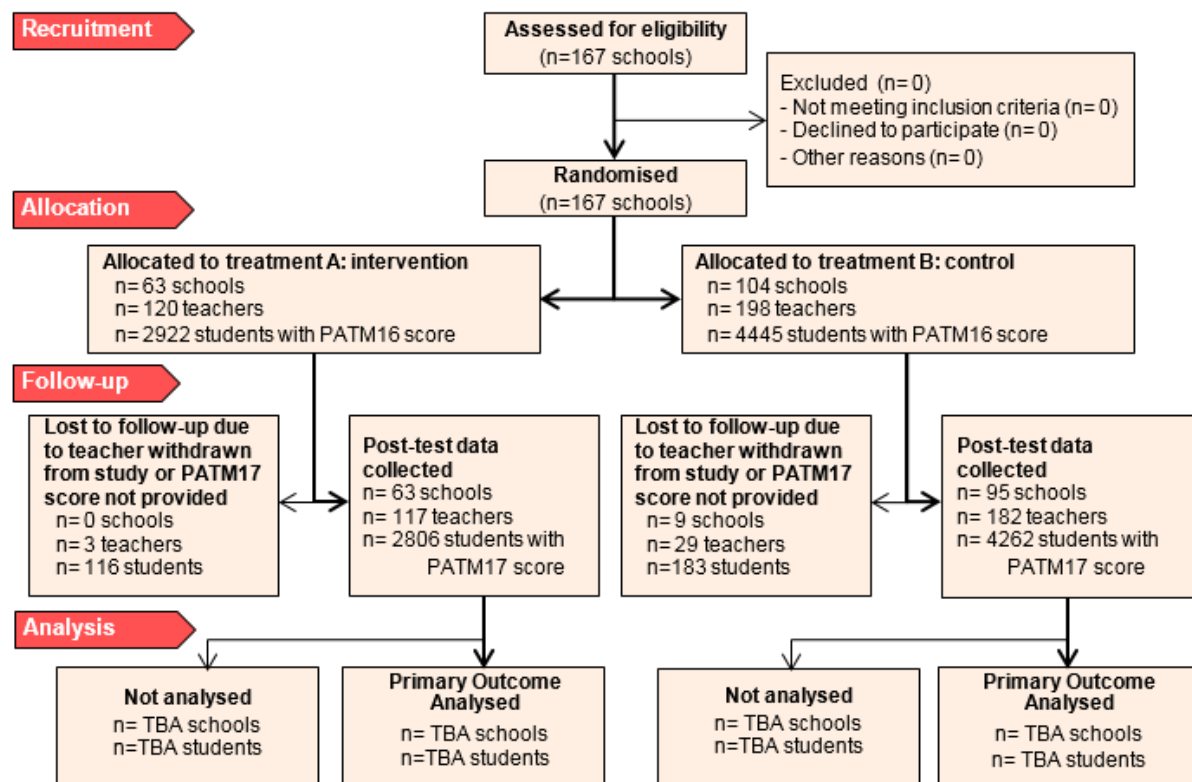 Recruitment
Assessed for eligibility
(n=167 schools)
Excluded (n= 0)
- Not meeting inclusion criteria (n= 0)
- Declined to participate (n= 0)
- Other reasons (n= 0)
Randomised
(n=167 schools)
Allocation
Allocated to treatment A: intervention
n= 63 schools
n= 120 teachers
n= 2922 students with PATM16 score
Allocated to treatment B: control
n= 104 schools
n= 198 teachers
n= 4445 students with PATM16 score
Follow-up
Lost to follow-up due
to teacher withdrawn
from study or PATM17
score not provided
n= 0 schools
n= 3 teachers
n= 116 students
Post-test data
collected
n= 63 schools
n= 117 teachers
n= 2806 students with
PATM17 score
Lost to follow-up due
to teacher withdrawn
from study or PATM17
score not provided
n= 9 schools
n= 29 teachers
n=183 students
Post-test data
collected
n= 95 schools
n= 182 teachers
n= 4262 students with
PATM17 score
Analysis
Not analysed
n= TBA schools
n=TBA students
Primary Outcome
Analysed
n= TBA schools
n=TBA students
Not analysed
n= TBA schools
n=TBA students
Primary Outcome
Analysed
n= TBA schools
n= TBA students